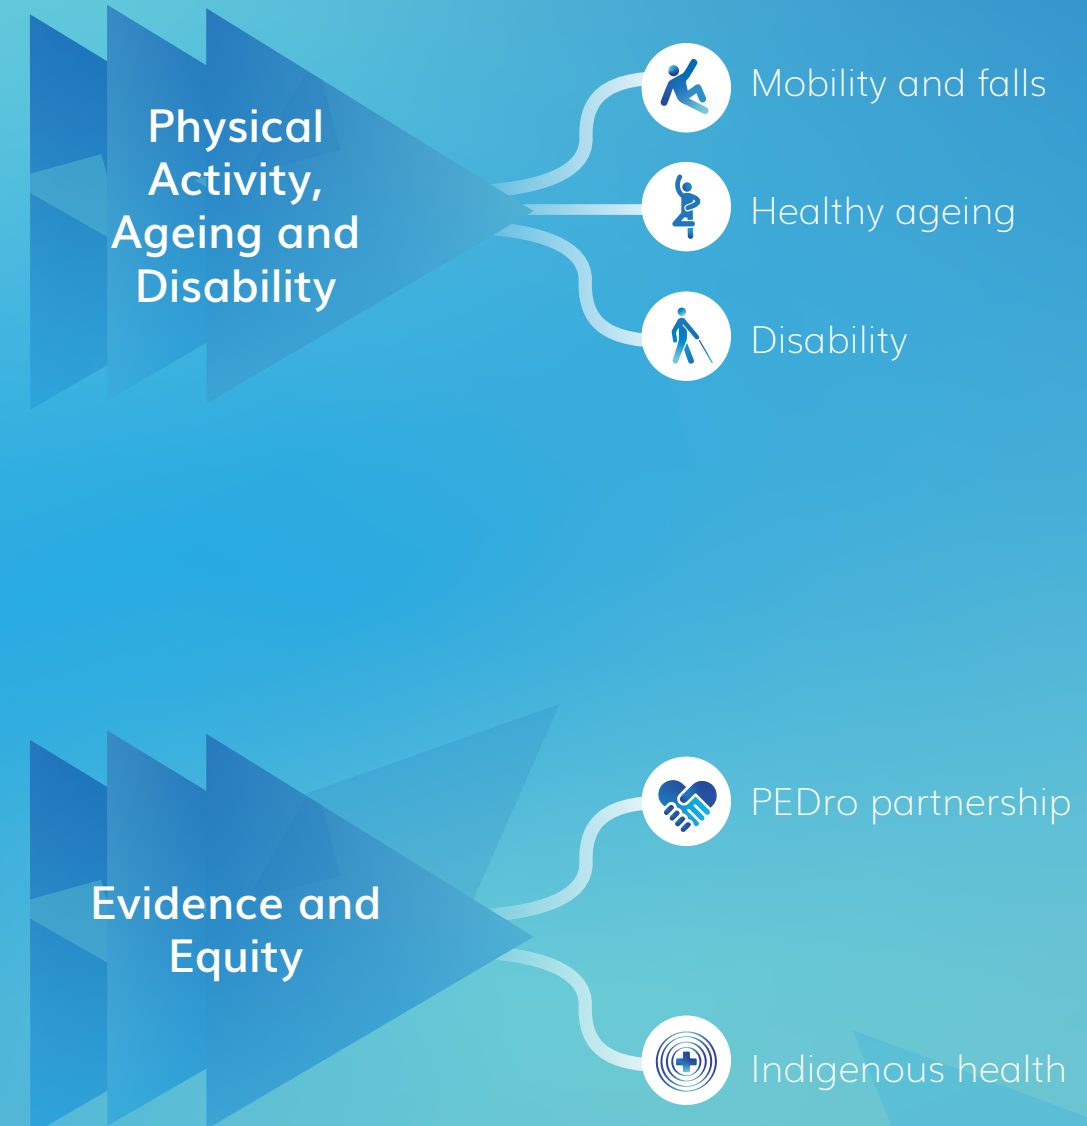 Physical
Activity,
Ageing and
Disability
Mobility and falls
Healthy ageing
Disability
Evidence and
Equity
PEDro partnership
Indigenous health